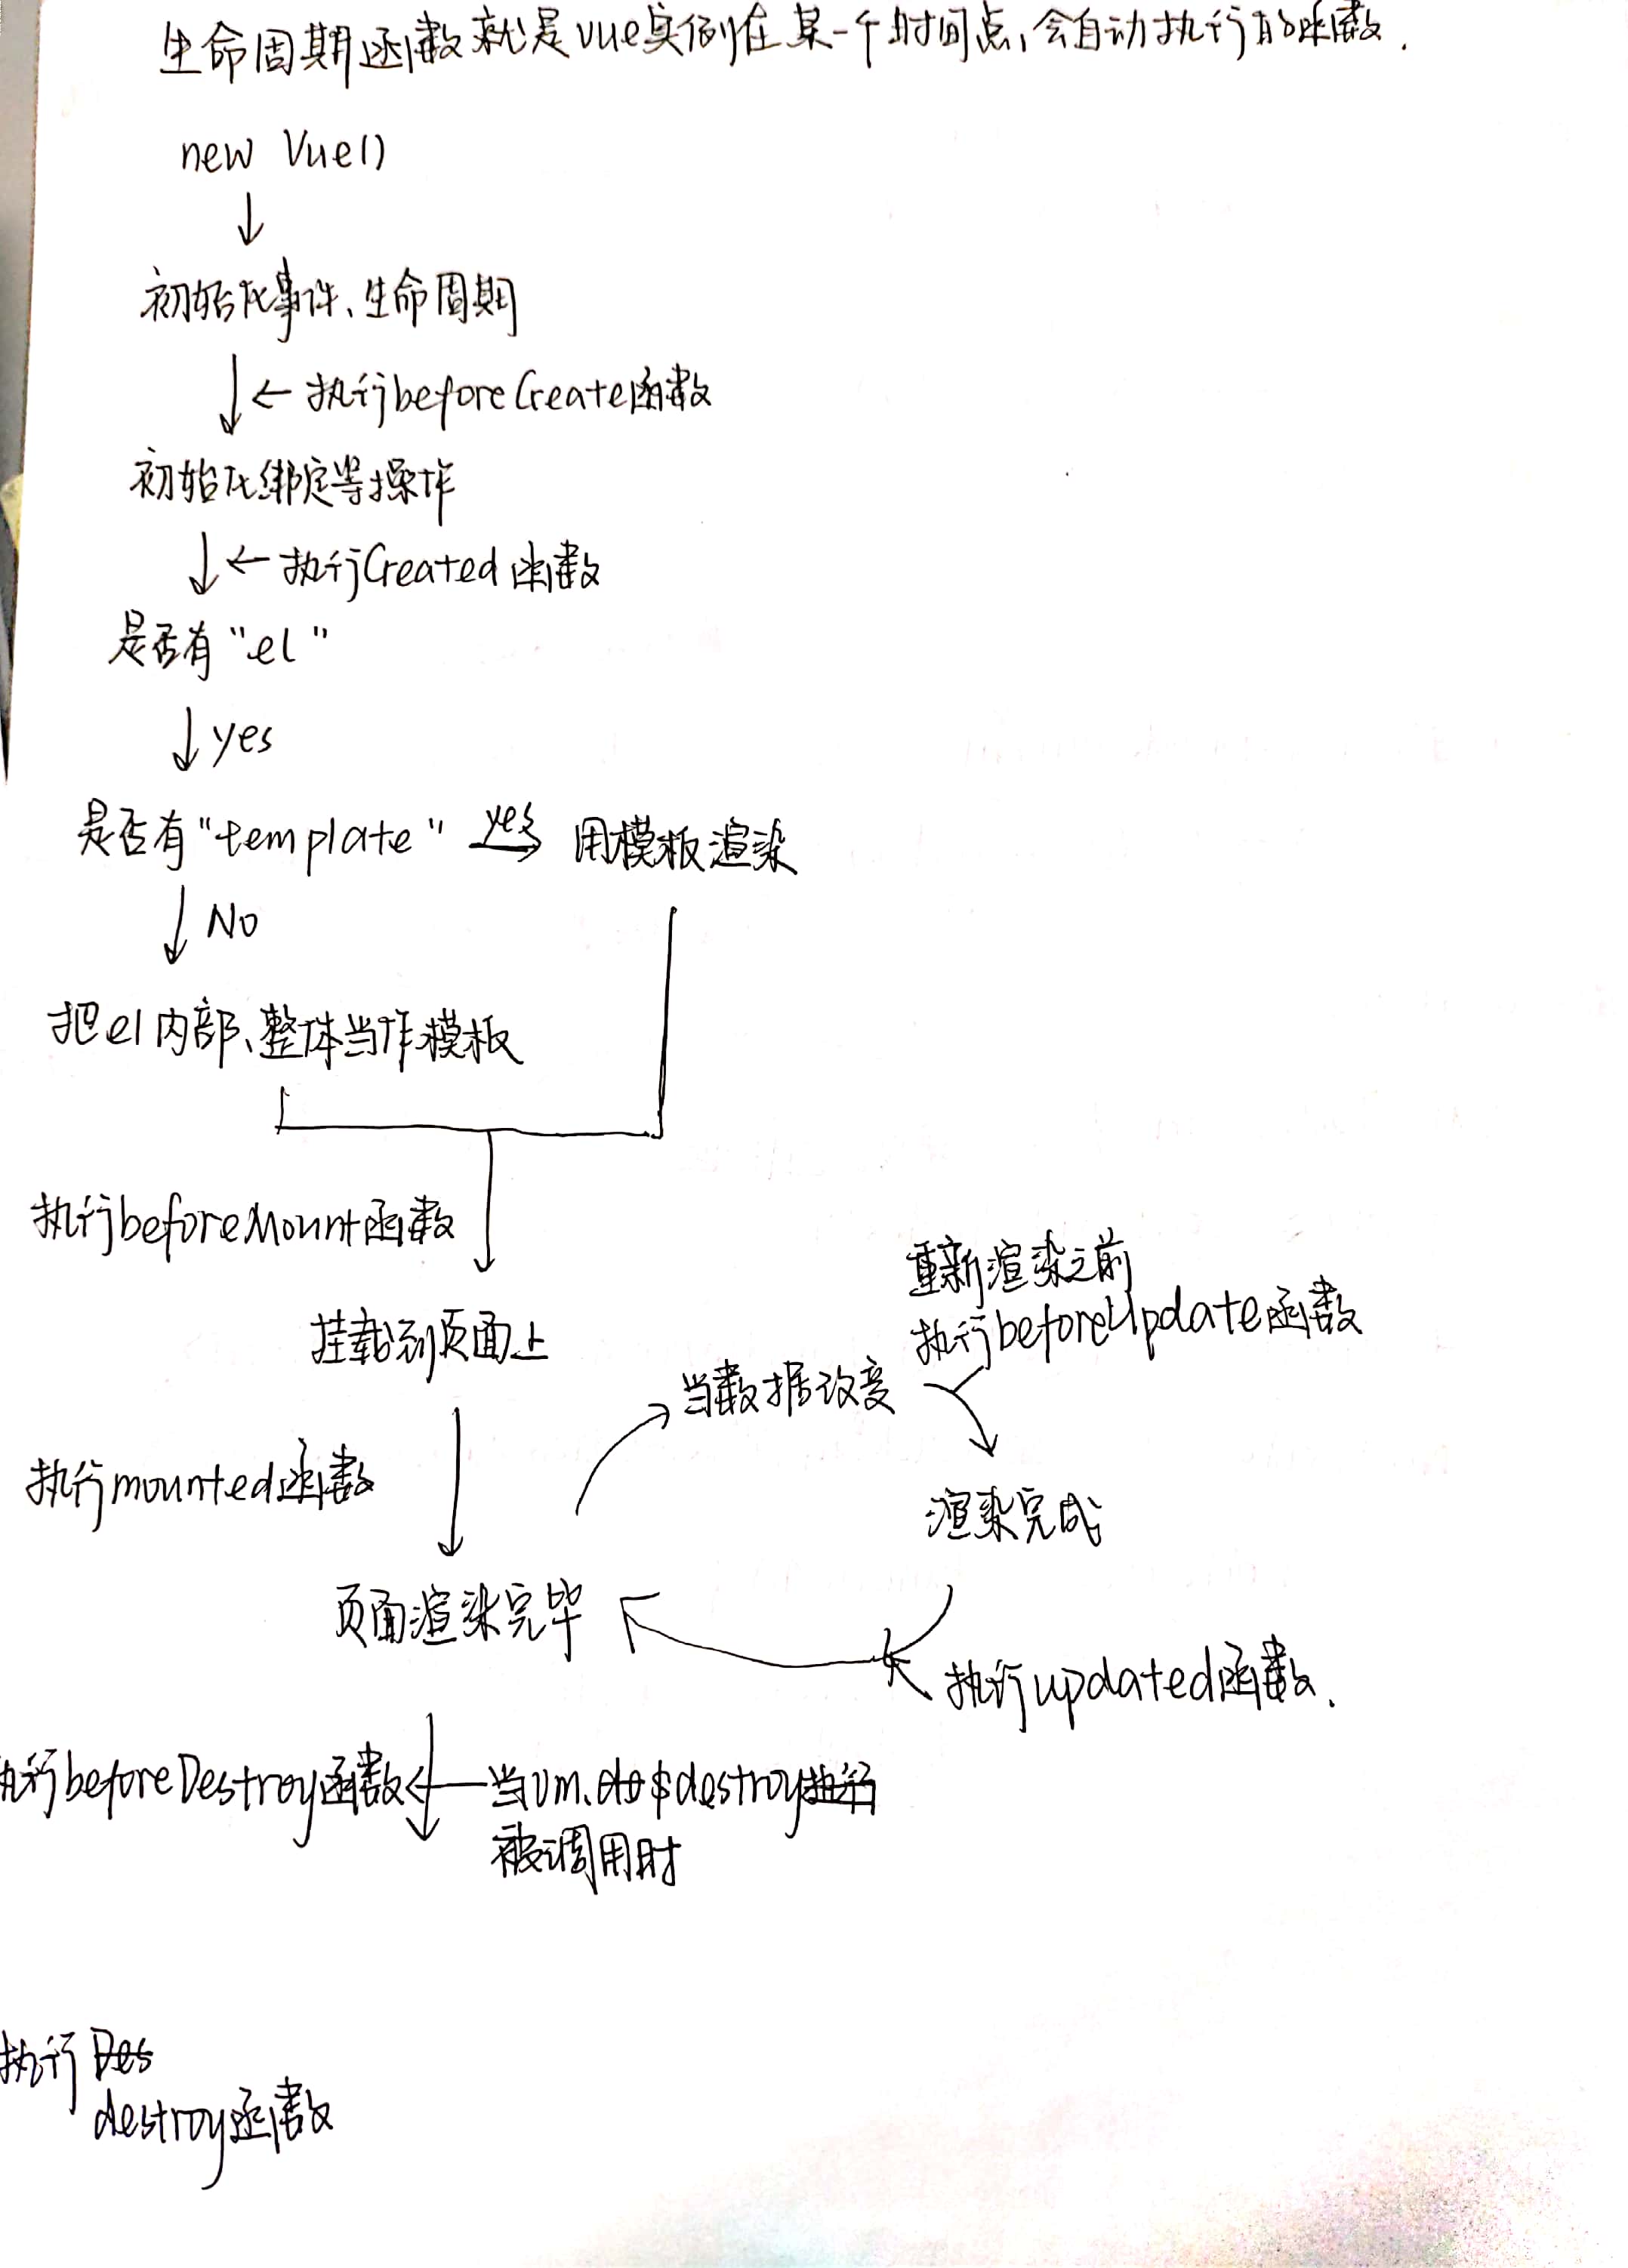 生命周期函数就是vue实例在某一个时间点,会自动执行的函数.
new Vue()
初始化事件、生命周期
执行beforeCreate函数
初始化绑定等操作
执行Created函数
是否有"el"
yes
是否有"template" yes 用模板渲染
No
把el内部、整体当作模板
执行beforeMount函数
重新渲染之前
执行beforeUpdate函数
挂载到页面上
当数据改变
执行mounted函数
渲染完成
页面渲染完毕
执行updated函数.
执行beforeDestroy函数 当vm.$destroy
被调用时
执行Des
destroy函数